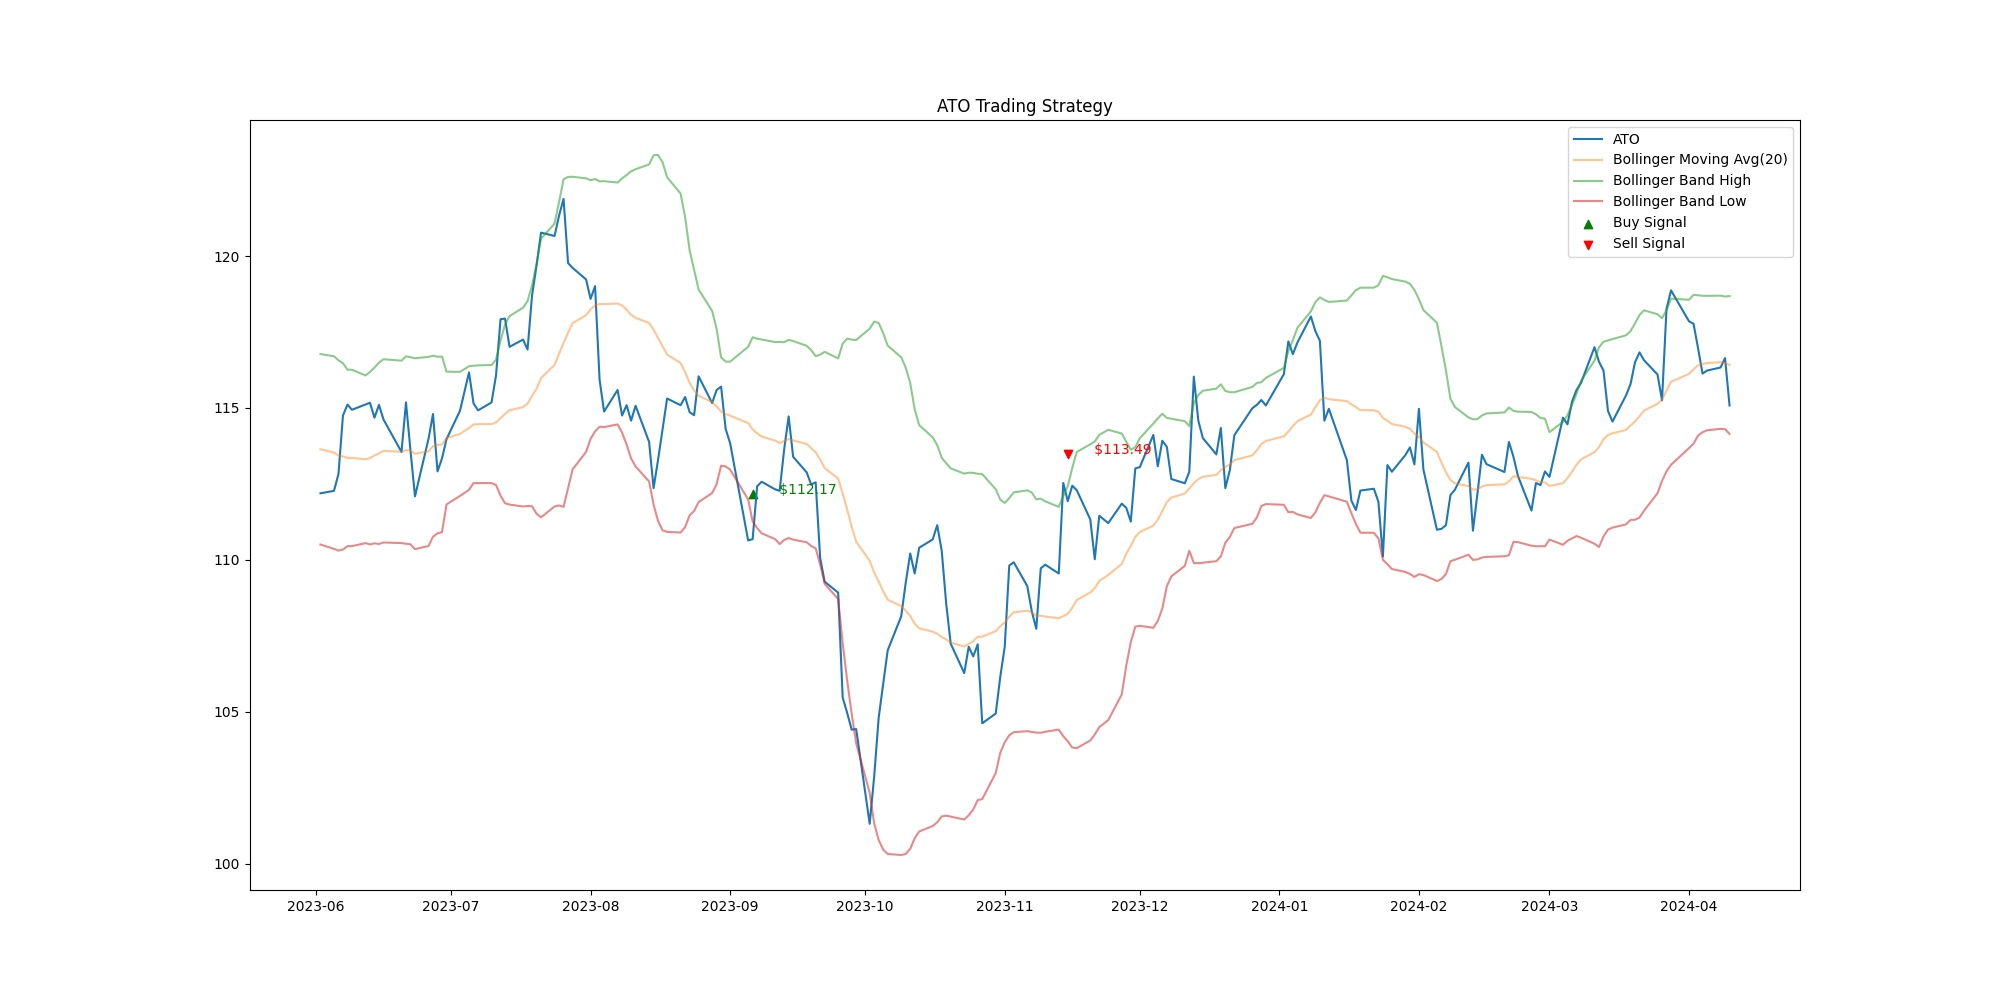 ATO Trading Strategy
ATO
Bollinger Moving Avg(20)
Bollinger Band High
Bollinger Band Low
Buy Signal
Sell Signal
120
115
110
105
100
$113.49
$112.17
2023-06
2023-07
2023-08
2023-09
2023-10
2023-11
2023-12
2024-01
2024-02
2024-03
2024-04